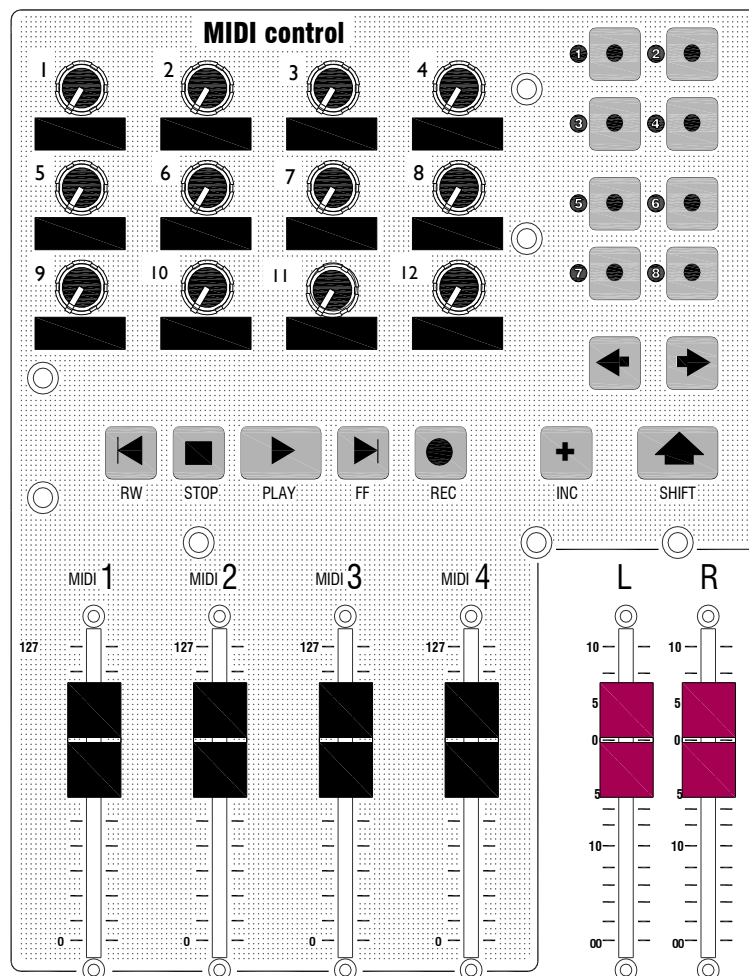 MIDI control
1 2 3 4
5 6 7 8
9 10 11 12
1 2
3 4
5 6
7 8
RW STOP PLAY FF REC INC SHIFT
MIDI 1 MIDI 2 MIDI 3 MIDI 4 L R
127 127 127 127 10 10
5 5
0 0
5 5
10 10
0 0 0 0 00 00